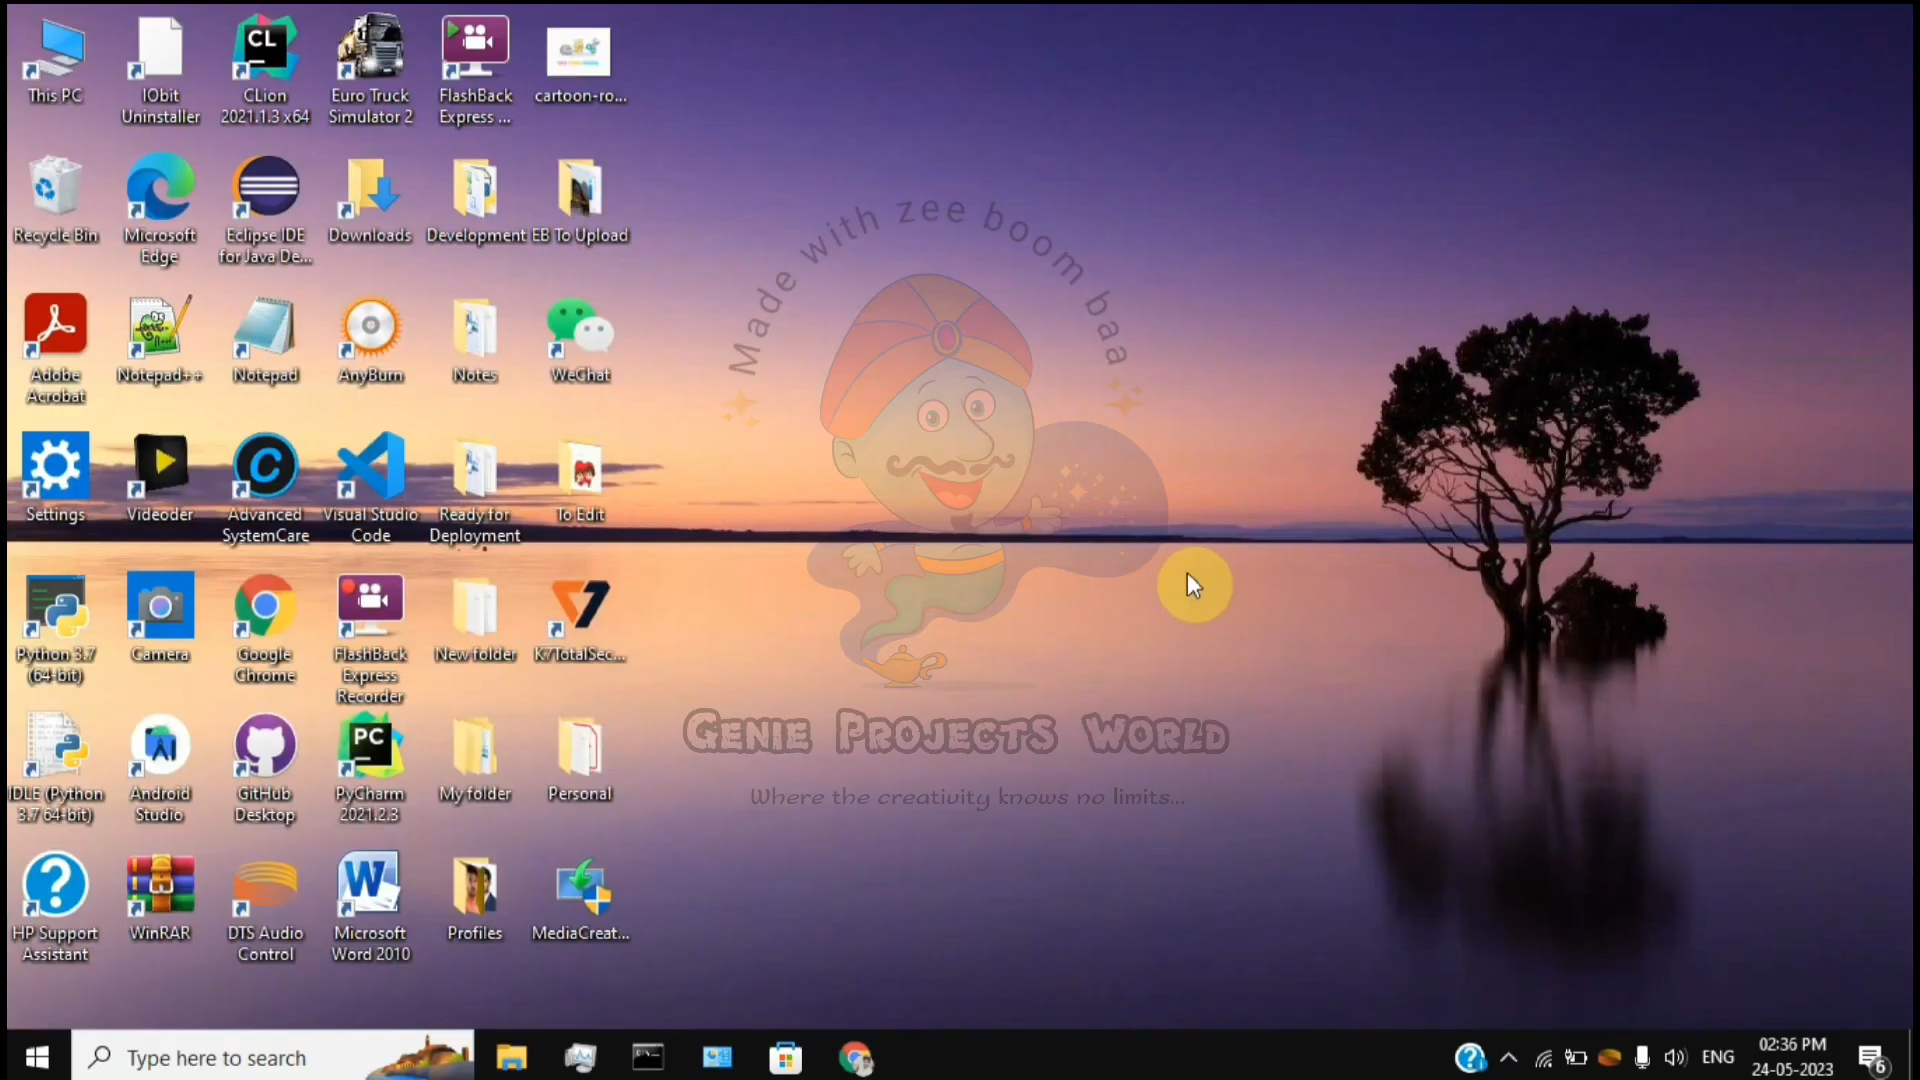 This PC
IObit
Uninstaller
CL
CLion
2021.1.3 x64
Euro Truck
Simulator 2
FlashBack
Express ...
cartoon-ro...
Recycle Bin
Microsoft
Edge
Eclipse IDE
for Java De...
Downloads
Development
EB To Upload
Made with zee boom baa
Adobe
Acrobat
Notepad++
Notepad
AnyBurn
Notes
WeChat
Settings
Videoder
C
Advanced
SystemCare
Visual Studio
Code
Ready for
Deployment
To Edit
Python 3.7
(64-bit)
Camera
Google
Chrome
FlashBack
Express
Recorder
New folder
K7TotalSec...
IDLE (Python
3.7 64-bit)
Android
Studio
GitHub
Desktop
PC
PyCharm
2021.2.3
My folder
Personal
Genie Projects World
Where the creativity knows no limits...
?
HP Support
Assistant
WinRAR
DTS Audio
Control
W
Microsoft
Word 2010
Profiles
MediaCreat...
Type here to search
?
ENG
02:36 PM
24-05-2023
6